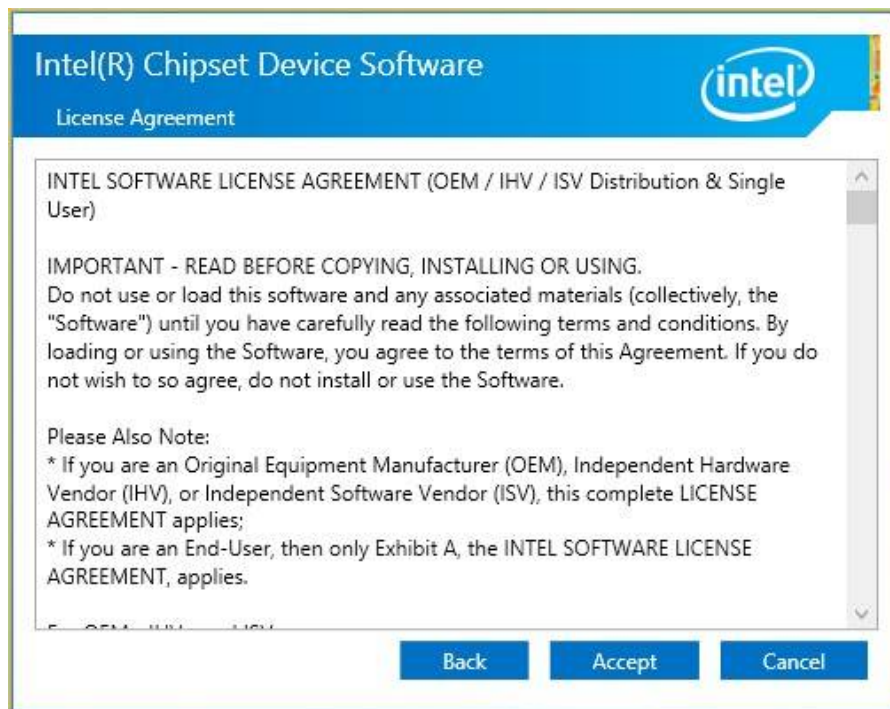 Intel(R) Chipset Device Software
intel
License Agreement
INTEL SOFTWARE LICENSE AGREEMENT (OEM / IHV / ISV Distribution & Single
User)
IMPORTANT - READ BEFORE COPYING, INSTALLING OR USING.
Do not use or load this software and any associated materials (collectively, the
"Software") until you have carefully read the following terms and conditions. By
loading or using the Software, you agree to the terms of this Agreement. If you do
not wish to so agree, do not install or use the Software.
Please Also Note:
* If you are an Original Equipment Manufacturer (OEM), Independent Hardware
Vendor (IHV), or Independent Software Vendor (ISV), this complete LICENSE
AGREEMENT applies;
* If you are an End-User, then only Exhibit A, the INTEL SOFTWARE LICENSE
AGREEMENT, applies.
Back Accept Cancel